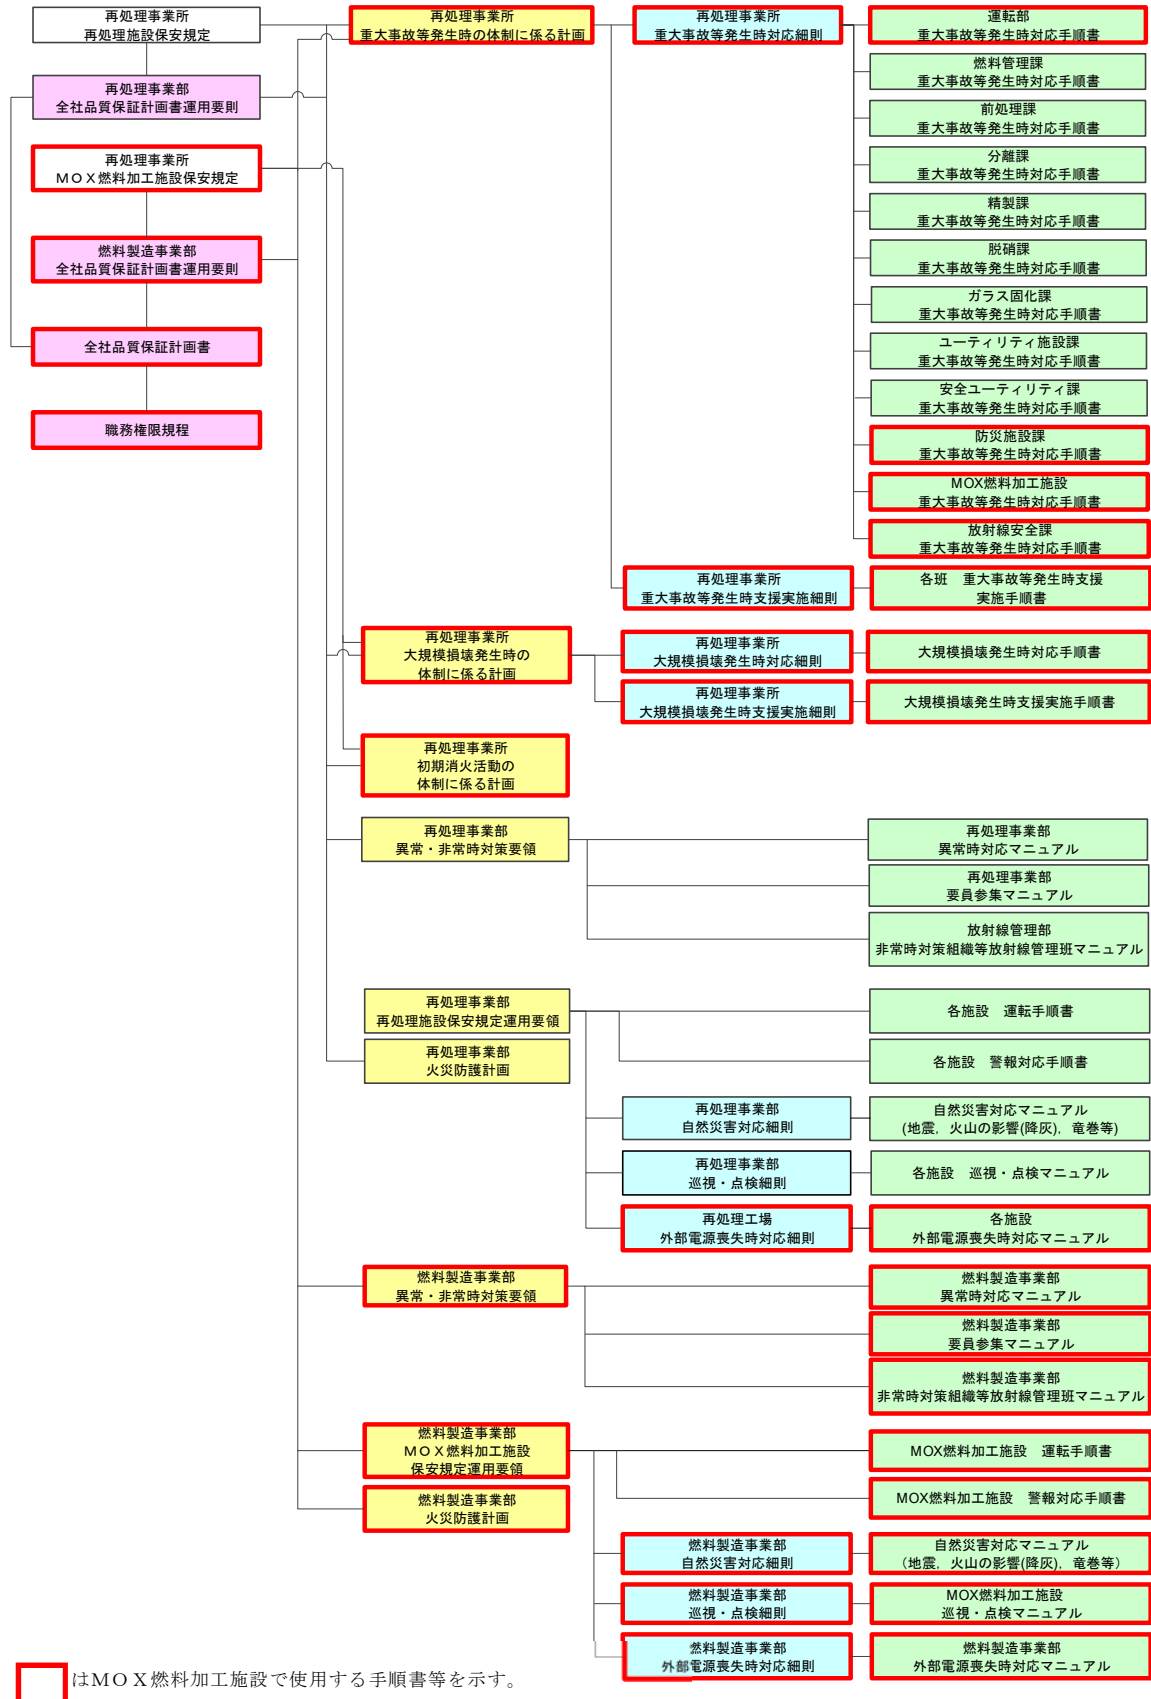 再処理事業所
再処理施設保安規定
再処理事業部
全社品質保証計画書運用要則
再処理事業所
ＭＯＸ燃料加工施設保安規定
燃料製造事業部
全社品質保証計画書運用要則
全社品質保証計画書
職務権限規程
再処理事業所
重大事故等発生時の体制に係る計画
再処理事業所
重大事故等発生時対応細則
運転部
重大事故等発生時対応手順書
燃料管理課
重大事故等発生時対応手順書
前処理課
重大事故等発生時対応手順書
分離課
重大事故等発生時対応手順書
精製課
重大事故等発生時対応手順書
脱硝課
重大事故等発生時対応手順書
ガラス固化課
重大事故等発生時対応手順書
ユーティリティ施設課
重大事故等発生時対応手順書
安全ユーティリティ課
重大事故等発生時対応手順書
防災施設課
重大事故等発生時対応手順書
MOX燃料加工施設
重大事故等発生時対応手順書
放射線安全課
重大事故等発生時対応手順書
再処理事業所
重大事故等発生時支援実施細則
各班　重大事故等発生時支援
実施手順書
再処理事業所
大規模損壊発生時の
体制に係る計画
再処理事業所
大規模損壊発生時対応細則
大規模損壊発生時対応手順書
再処理事業所
大規模損壊発生時支援実施細則
大規模損壊発生時支援実施手順書
再処理事業所
初期消火活動の
体制に係る計画
再処理事業部
異常・非常時対策要領
再処理事業部
異常時対応マニュアル
再処理事業部
要員参集マニュアル
放射線管理部
非常時対策組織等放射線管理班マニュアル
再処理事業部
再処理施設保安規定運用要領
各施設　運転手順書
再処理事業部
火災防護計画
各施設　警報対応手順書
再処理事業部
自然災害対応細則
自然災害対応マニュアル
(地震，火山の影響(降灰)，竜巻等)
再処理事業部
巡視・点検細則
各施設　巡視・点検マニュアル
再処理工場
外部電源喪失時対応細則
各施設
外部電源喪失時対応マニュアル
燃料製造事業部
異常・非常時対策要領
燃料製造事業部
異常時対応マニュアル
燃料製造事業部
要員参集マニュアル
燃料製造事業部
非常時対策組織等放射線管理班マニュアル
燃料製造事業部
ＭＯＸ燃料加工施設
保安規定運用要領
MOX燃料加工施設　運転手順書
燃料製造事業部
火災防護計画
MOX燃料加工施設　警報対応手順書
燃料製造事業部
自然災害対応細則
自然災害対応マニュアル
（地震，火山の影響(降灰)，竜巻等）
燃料製造事業部
巡視・点検細則
MOX燃料加工施設
巡視・点検マニュアル
燃料製造事業部
外部電源喪失時対応細則
燃料製造事業部
外部電源喪失時対応マニュアル
はＭＯＸ燃料加工施設で使用する手順書等を示す。